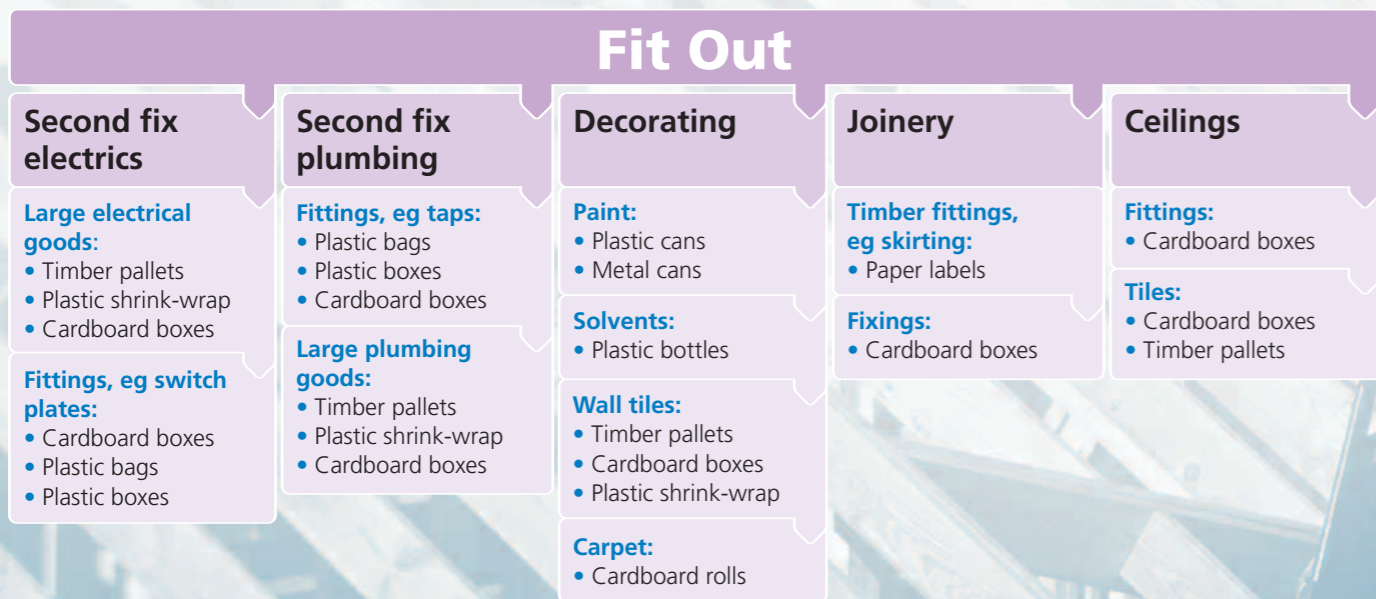 Fit Out
Second fix
electrics
Large electrical
goods:
• Timber pallets
• Plastic shrink-wrap
• Cardboard boxes
Fittings, eg switch
plates:
• Cardboard boxes
• Plastic bags
• Plastic boxes
Second fix
plumbing
Fittings, eg taps:
• Plastic bags
• Plastic boxes
• Cardboard boxes
Large plumbing
goods:
• Timber pallets
• Plastic shrink-wrap
• Cardboard boxes
Decorating
Paint:
• Plastic cans
• Metal cans
Solvents:
• Plastic bottles
Wall tiles:
• Timber pallets
• Cardboard boxes
• Plastic shrink-wrap
Carpet:
• Cardboard rolls
Joinery
Timber fittings,
eg skirting:
• Paper labels
Fixings:
• Cardboard boxes
Ceilings
Fittings:
• Cardboard boxes
Tiles:
• Cardboard boxes
• Timber pallets